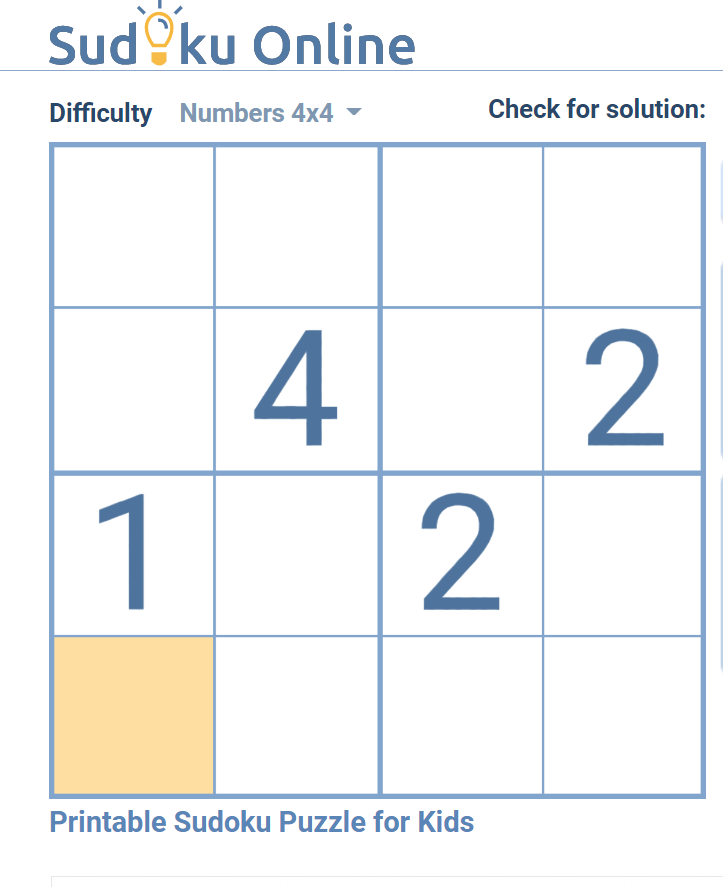 Sudoku Online
Difficulty Numbers 4x4 Check for solution:
4 2
1 2
Printable Sudoku Puzzle for Kids